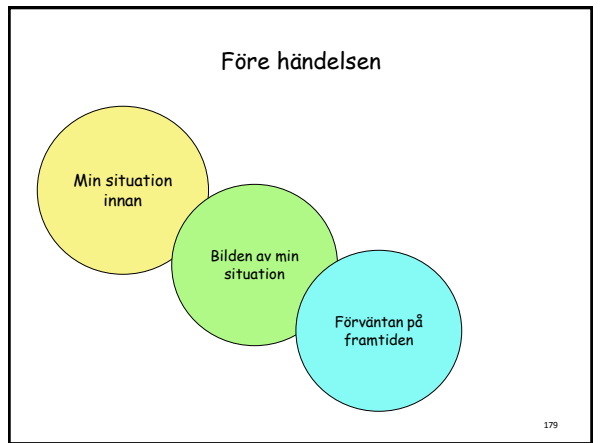 Före händelsen
Min situation
innan
Bilden av min
situation
Förväntan på
framtiden
179